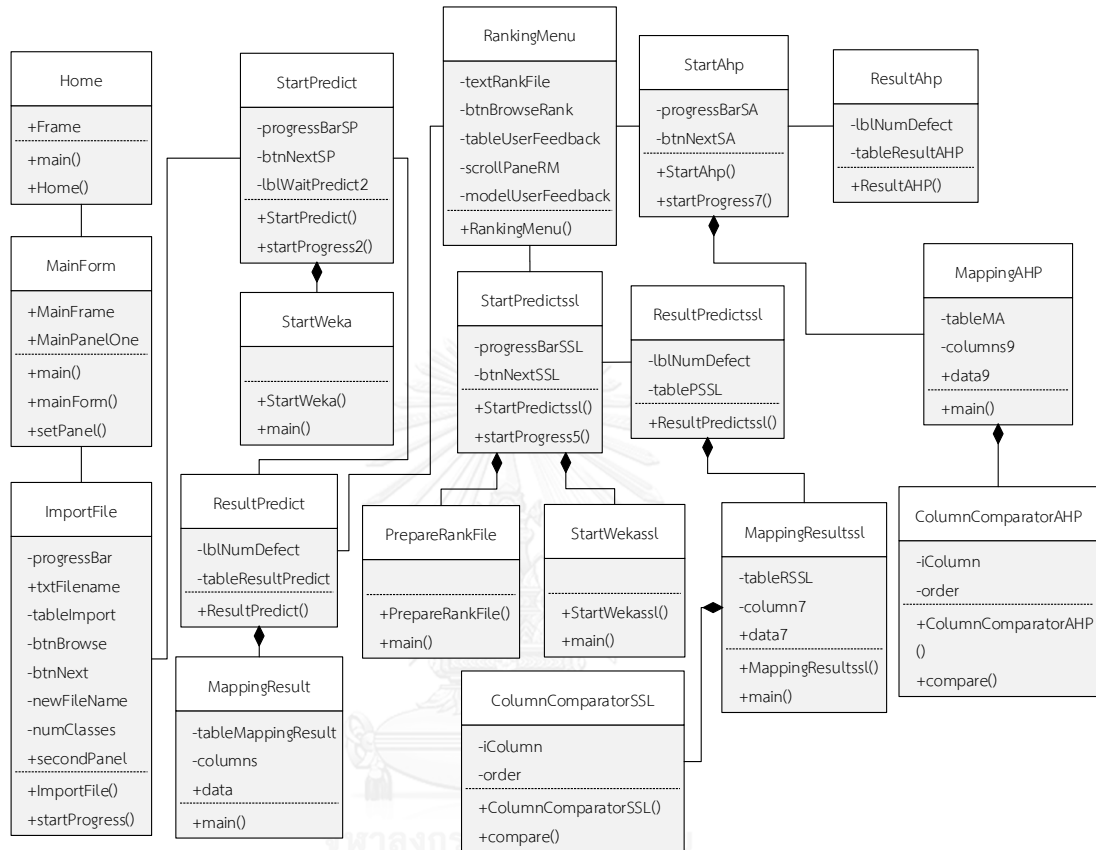 Home
+Frame
+main()
+Home()
MainForm
+MainFrame
+MainPanelOne
+main()
+mainForm()
+setPanel()
ImportFile
-progressBar
+txtFilename
-tableImport
-btnBrowse
-btnNext
-newFileName
-numClasses
+secondPanel
+ImportFile()
+startProgress()
StartPredict
-progressBarSP
-btnNextSP
-lblWaitPredict2
+StartPredict()
+startProgress2()
StartWeka
+StartWeka()
+main()
ResultPredict
-lblNumDefect
-tableResultPredict
+ResultPredict()
MappingResult
-tableMappingResult
-columns
+data
+main()
RankingMenu
-textRankFile
-btnBrowseRank
-tableUserFeedback
-scrollPaneRM
-modelUserFeedback
+RankingMenu()
StartPredictssl
-progressBarSSL
-btnNextSSL
+StartPredictssl()
+startProgress5()
PrepareRankFile
+PrepareRankFile()
+main()
StartWekassl
+StartWekassl()
+main()
ColumnComparatorSSL
-iColumn
-order
+ColumnComparatorSSL()
+compare()
StartAhp
-progressBarSA
-btnNextSA
+StartAhp()
+startProgress7()
ResultPredictssl
-lblNumDefect
-tablePSSL
+ResultPredictssl()
MappingResultssl
-tableRSSL
-column7
+data7
+MappingResultssl()
+main()
ResultAhp
-lblNumDefect
-tableResultAHP
+ResultAHP()
MappingAHP
-tableMA
-columns9
+data9
+main()
ColumnComparatorAHP
-iColumn
-order
+ColumnComparatorAHP
()
+compare()